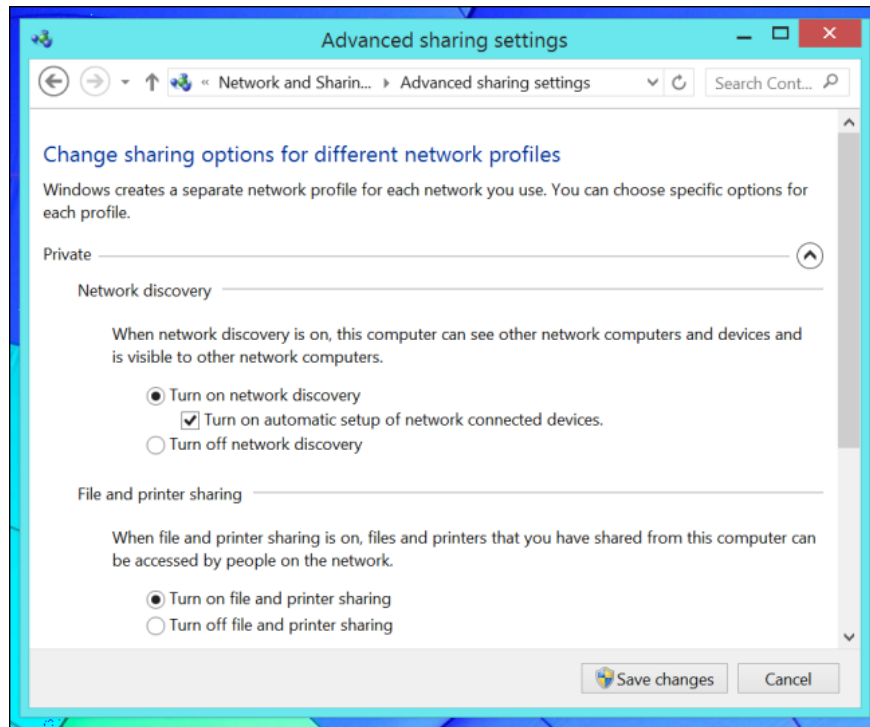 Advanced sharing settings
« Network and Sharin... Advanced sharing settings Search Cont...
Change sharing options for different network profiles
Windows creates a separate network profile for each network you use. You can choose specific options for
each profile.
Private
Network discovery
When network discovery is on, this computer can see other network computers and devices and
is visible to other network computers.
Turn on network discovery
Turn on automatic setup of network connected devices.
Turn off network discovery
File and printer sharing
When file and printer sharing is on, files and printers that you have shared from this computer can
be accessed by people on the network.
Turn on file and printer sharing
Turn off file and printer sharing
Save changes Cancel